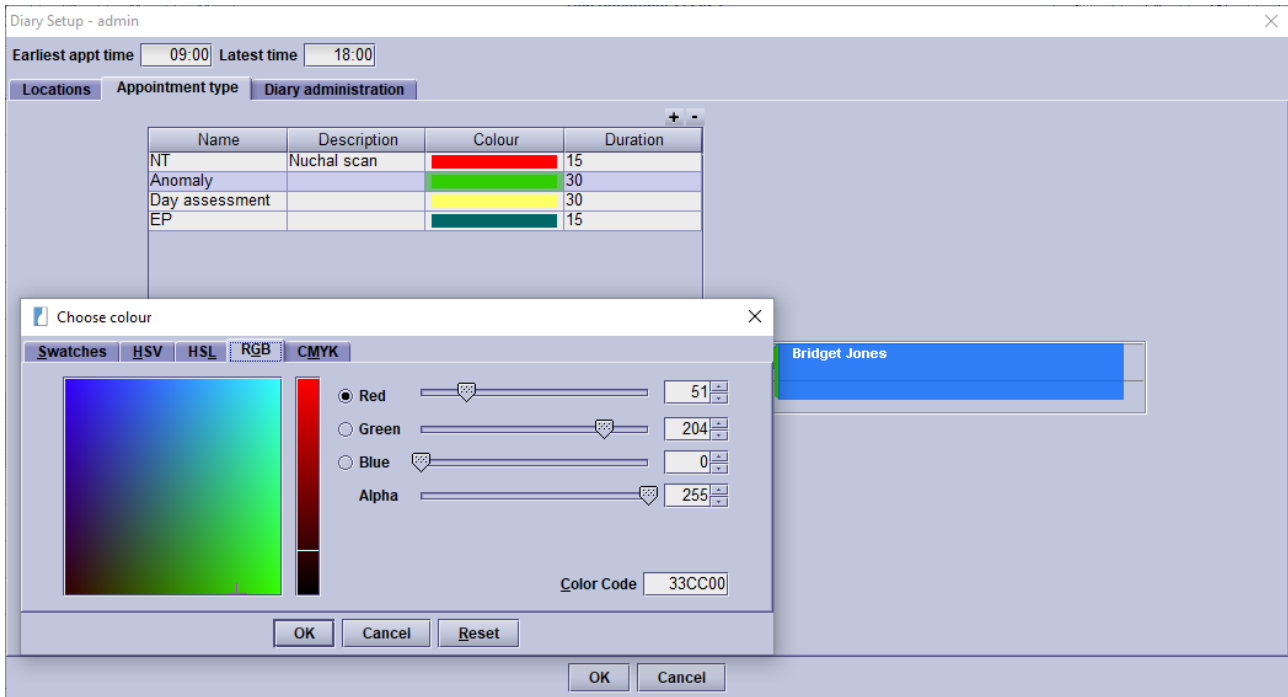 Diary Setup - admin
Earliest appt time 09:00 Latest time 18:00
Locations Appointment type Diary administration
+ -
Name Description Colour Duration
NT Nuchal scan 15
Anomaly 30
Day assessment 30
EP 15
Choose colour
Swatches HSV HSL RGB CMYK
Bridget Jones
Red 51
Green 204
Blue 0
Alpha 255
Color Code 33CC00
OK Cancel Reset
OK Cancel